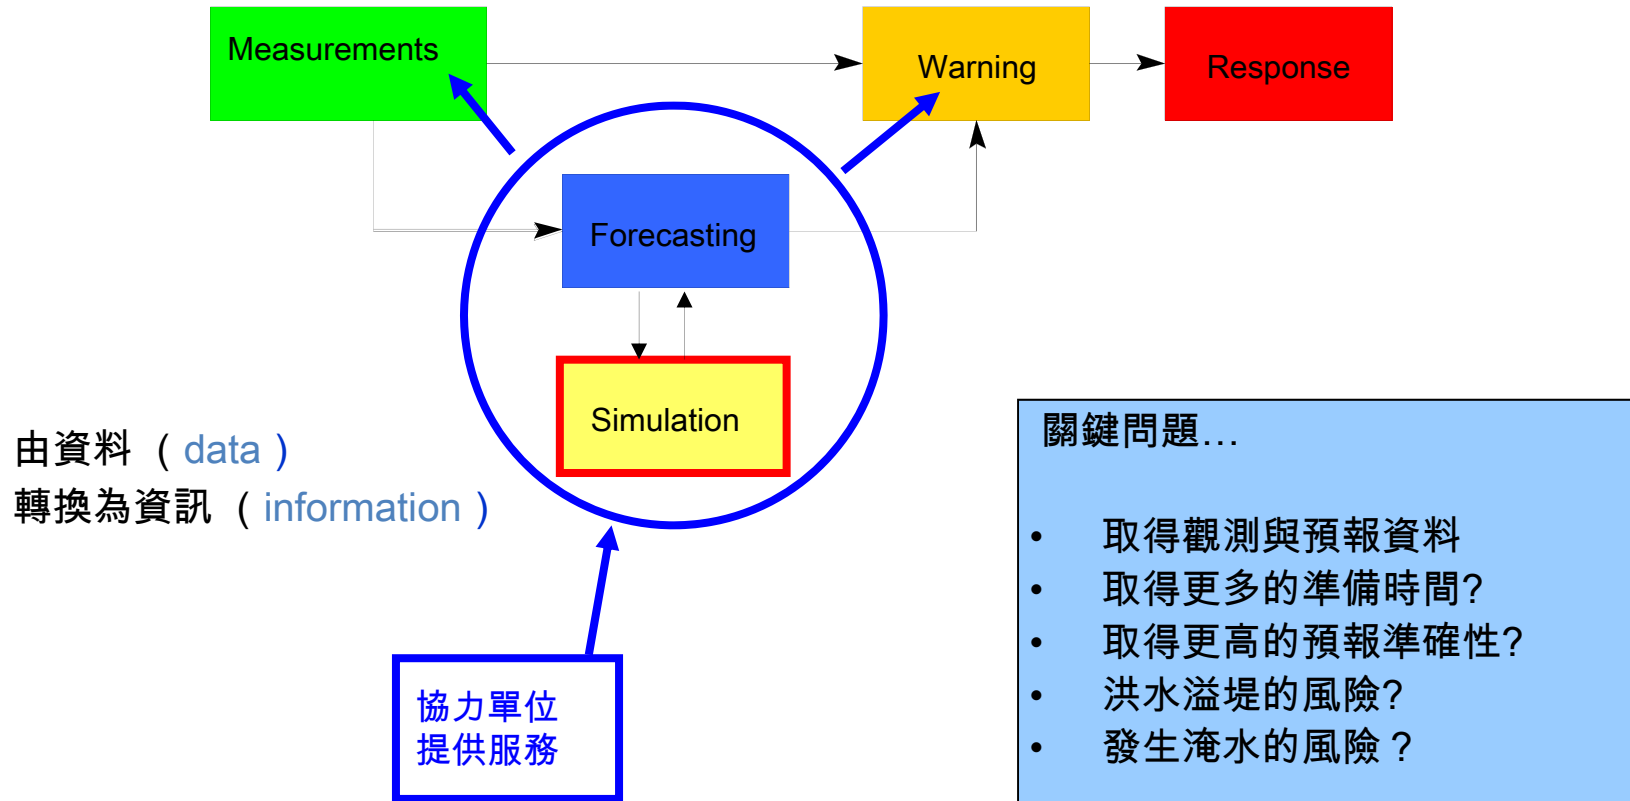 Measurements
Warning
Response
Forecasting
Simulation
由資料 (data)
轉換為資訊 (information)
協力單位
提供服務
關鍵問題…
• 取得觀測與預報資料
• 取得更多的準備時間?
• 取得更高的預報準確性?
• 洪水溢堤的風險?
• 發生淹水的風險？